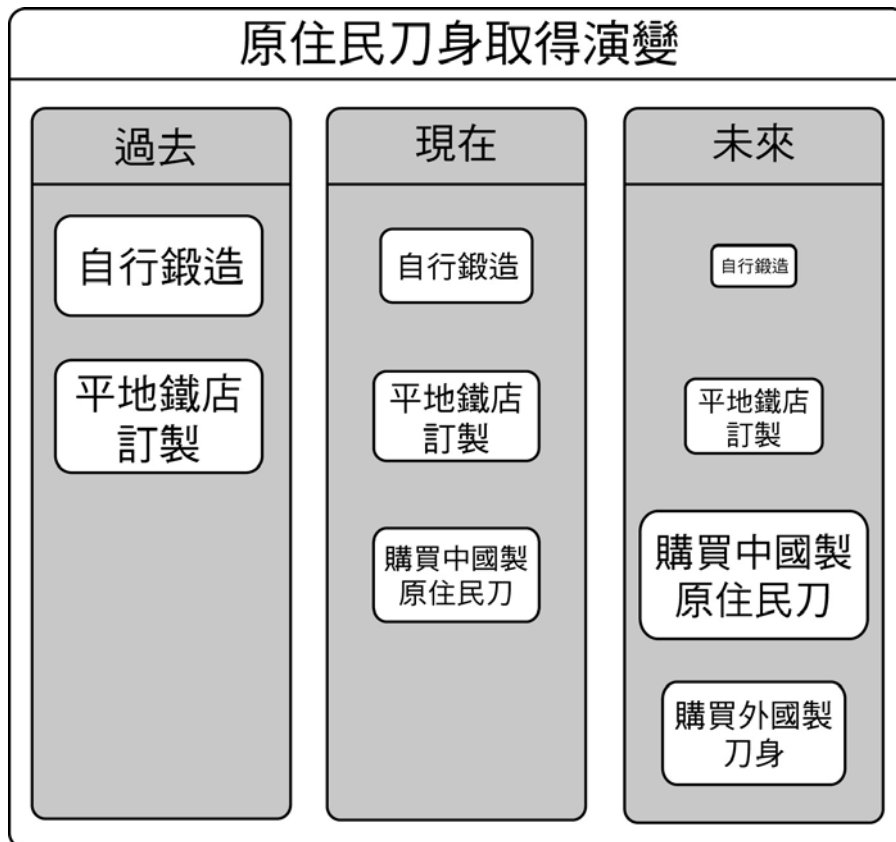 原住民刀身取得演變
過去
自行鍛造
平地鐵店
訂製
現在
自行鍛造
平地鐵店
訂製
購買中國製
原住民刀
未來
自行鍛造
平地鐵店
訂製
購買中國製
原住民刀
購買外國製
刀身